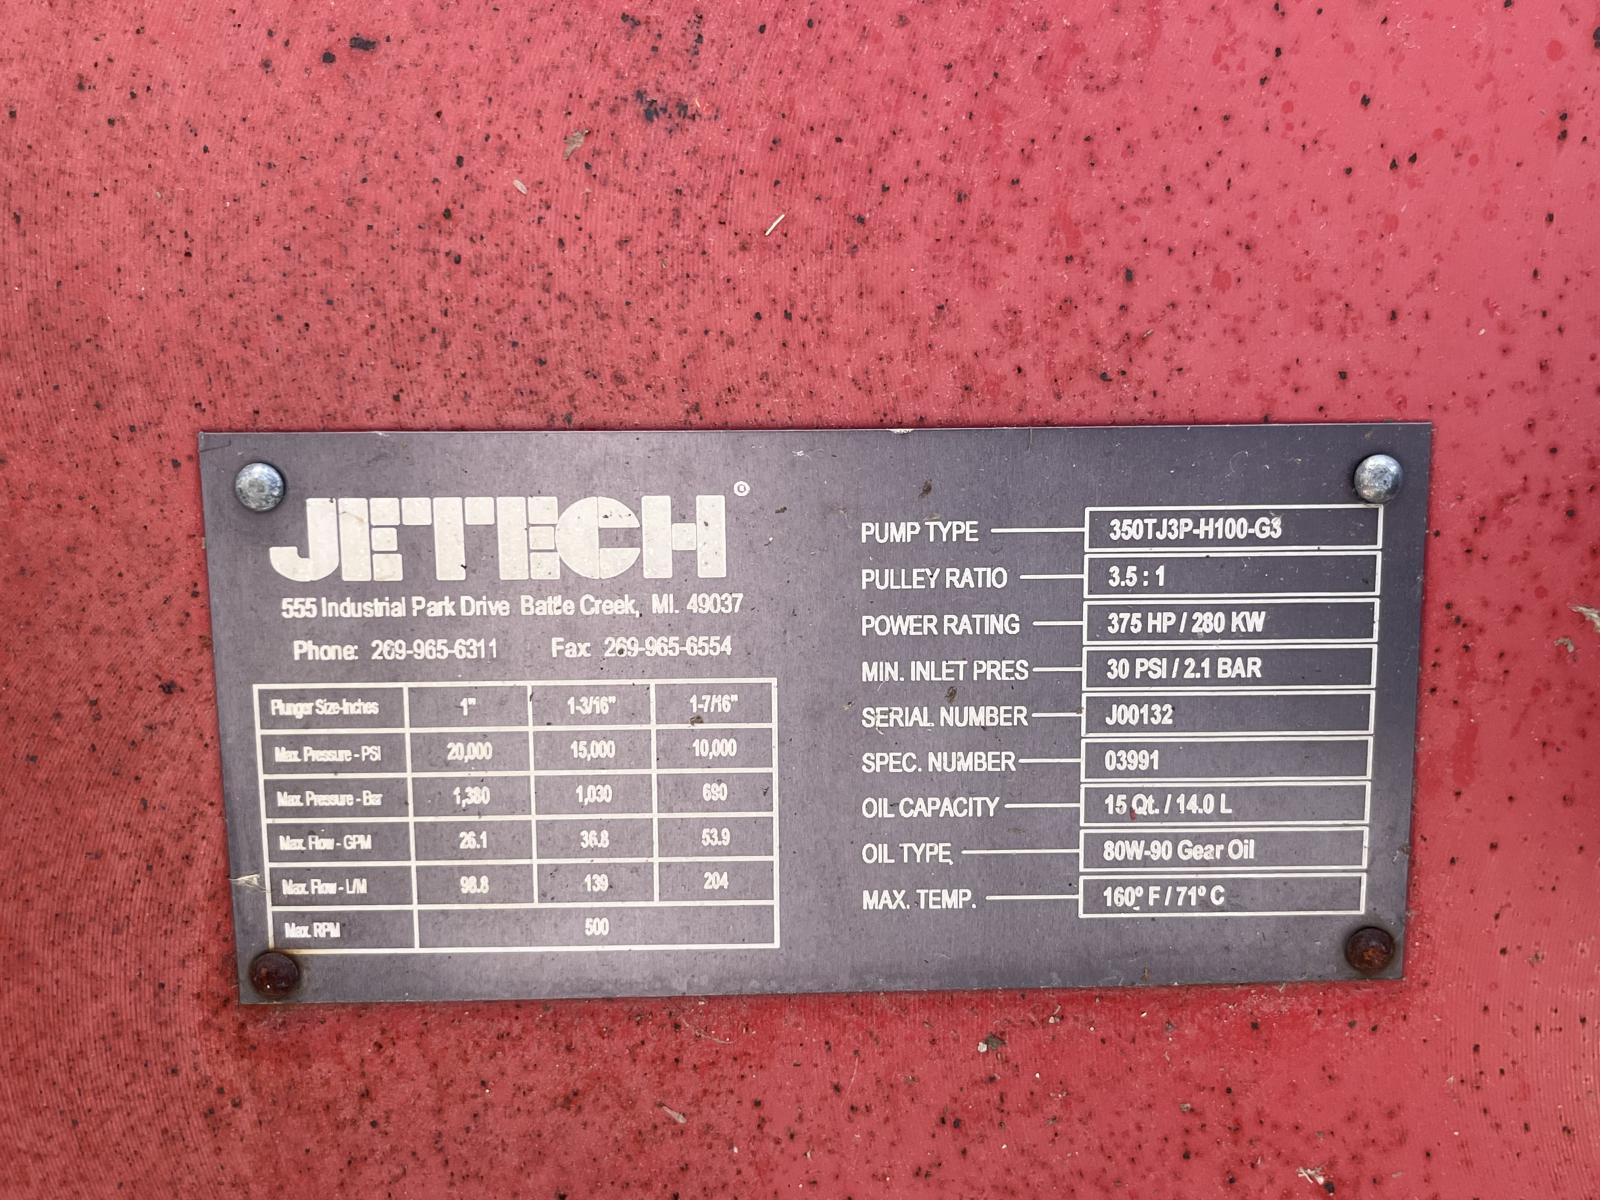 JETECH®
555 Industrial Park Drive Battle Creek, MI. 49037
Phone: 269-965-6311 Fax: 269-965-6554
Plunger Size-Inches 1" 1-3/16" 1-7/16"
Max. Pressure - PSI 20,000 15,000 10,000
Max. Pressure - Bar 1,380 1,030 690
Max. Flow - GPM 26.1 36.8 53.9
Max. Flow - L/M 98.8 139 204
Max. RPM 500
PUMP TYPE 350TJ3P-H100-G3
PULLEY RATIO 3.5 : 1
POWER RATING 375 HP / 280 KW
MIN. INLET PRES 30 PSI / 2.1 BAR
SERIAL NUMBER J00132
SPEC. NUMBER 03991
OIL CAPACITY 15 Qt. / 14.0 L
OIL TYPE 80W-90 Gear Oil
MAX. TEMP. 160º F / 71º C